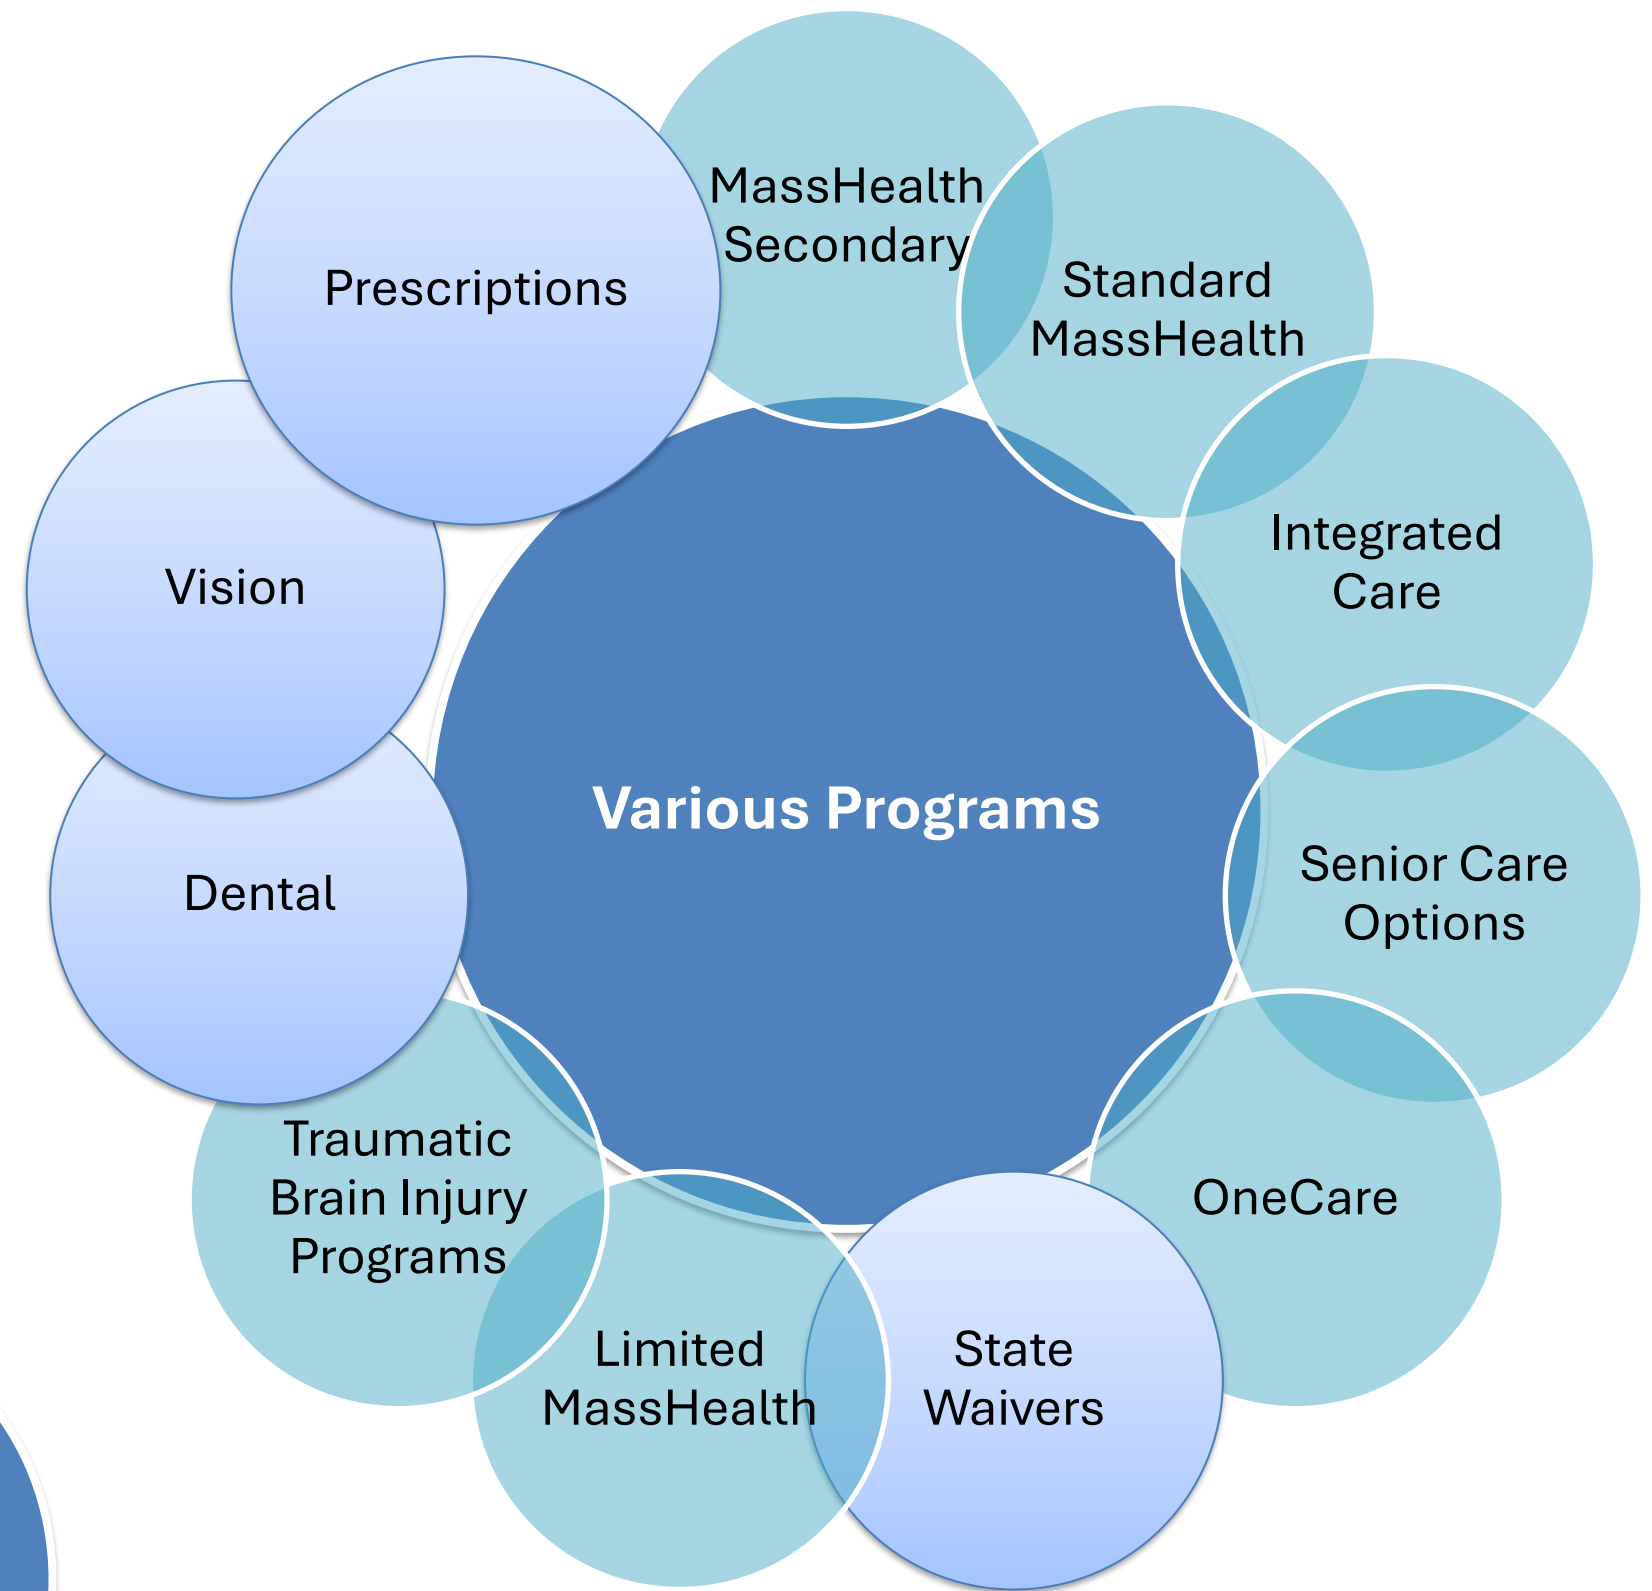 MassHealth
Secondary
Standard
MassHealth
Integrated
Care
Senior Care
Options
OneCare
State
Waivers
Limited
MassHealth
Traumatic
Brain Injury
Programs
Dental
Vision
Prescriptions
Various Programs